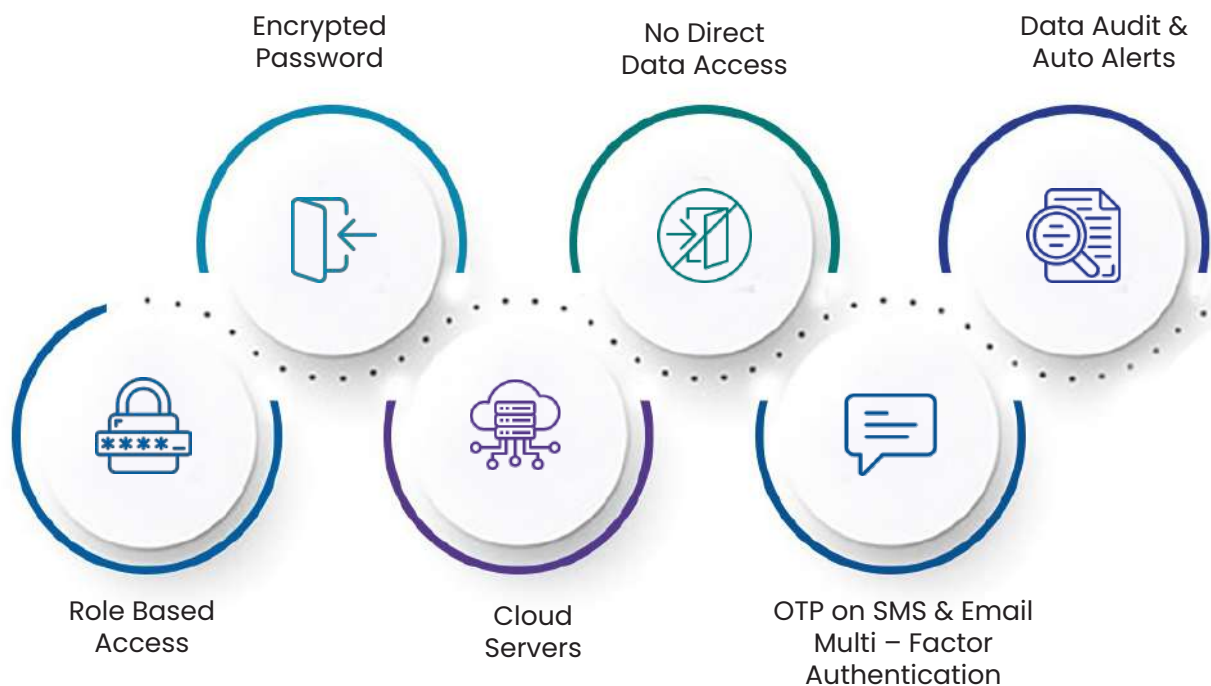 Encrypted
Password
No Direct
Data Access
Data Audit &
Auto Alerts
****_
Role Based
Access
Cloud
Servers
OTP on SMS & Email
Multi – Factor
Authentication